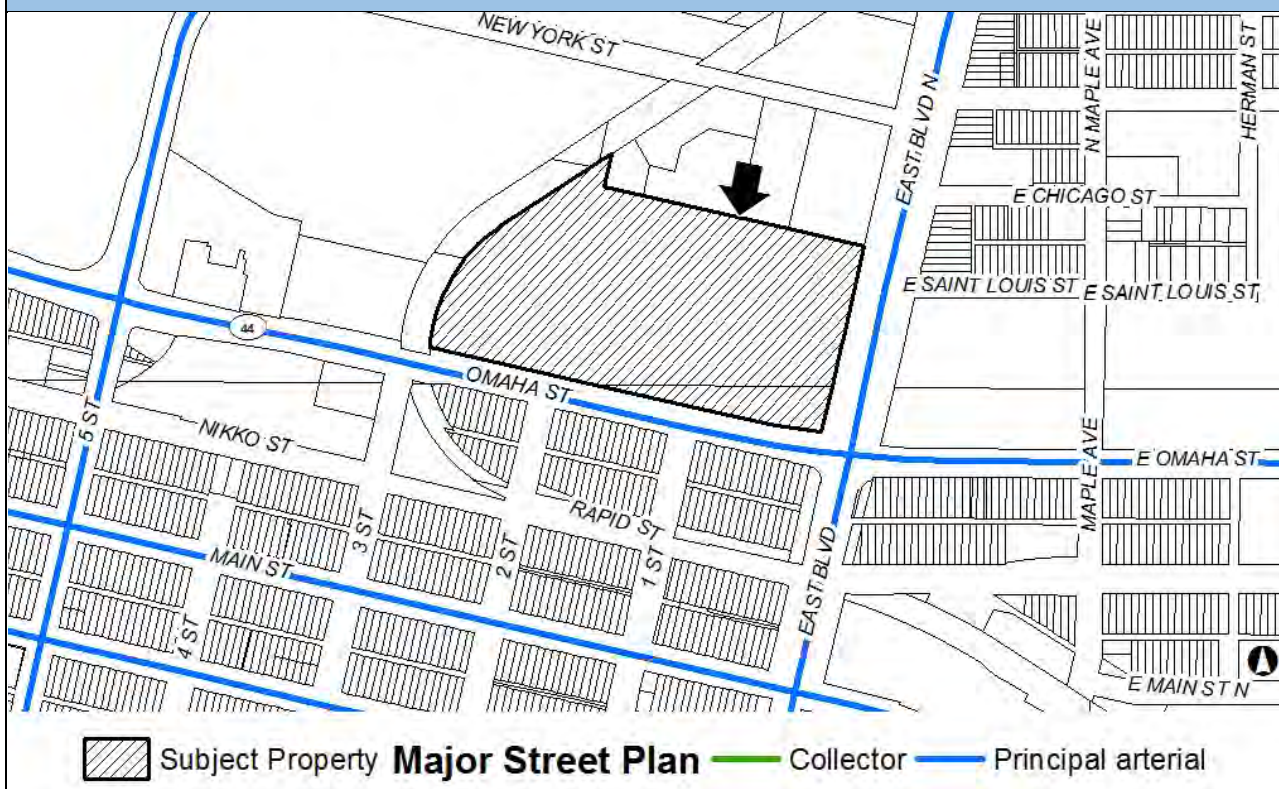 NEW YORK ST
EAST BLVD N
N MAPLE AVE
HERMAN ST
E CHICAGO ST
E SAINT LOUIS ST
E SAINT LOUIS ST
44
OMAHA ST
5 ST
NIKKO ST
MAPLE AVE
E OMAHA ST
RAPID ST
3 ST
2 ST
1 ST
MAIN ST
EAST BLVD
4 ST
E MAIN ST N
Subject Property Major Street Plan Collector Principal arterial